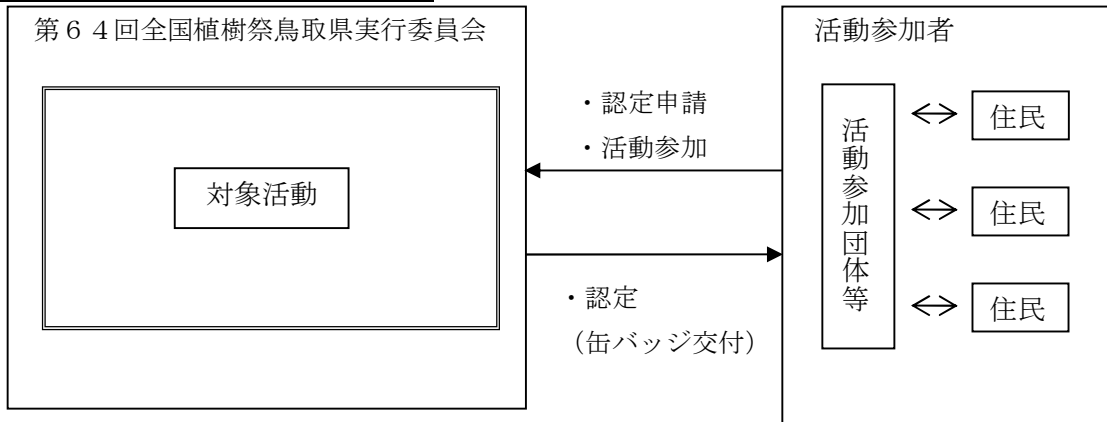 第６４回全国植樹祭鳥取県実行委員会
対象活動
・認定申請
・活動参加
・認定
（缶バッジ交付）
活動参加者
活動参加団体等
住民
住民
住民